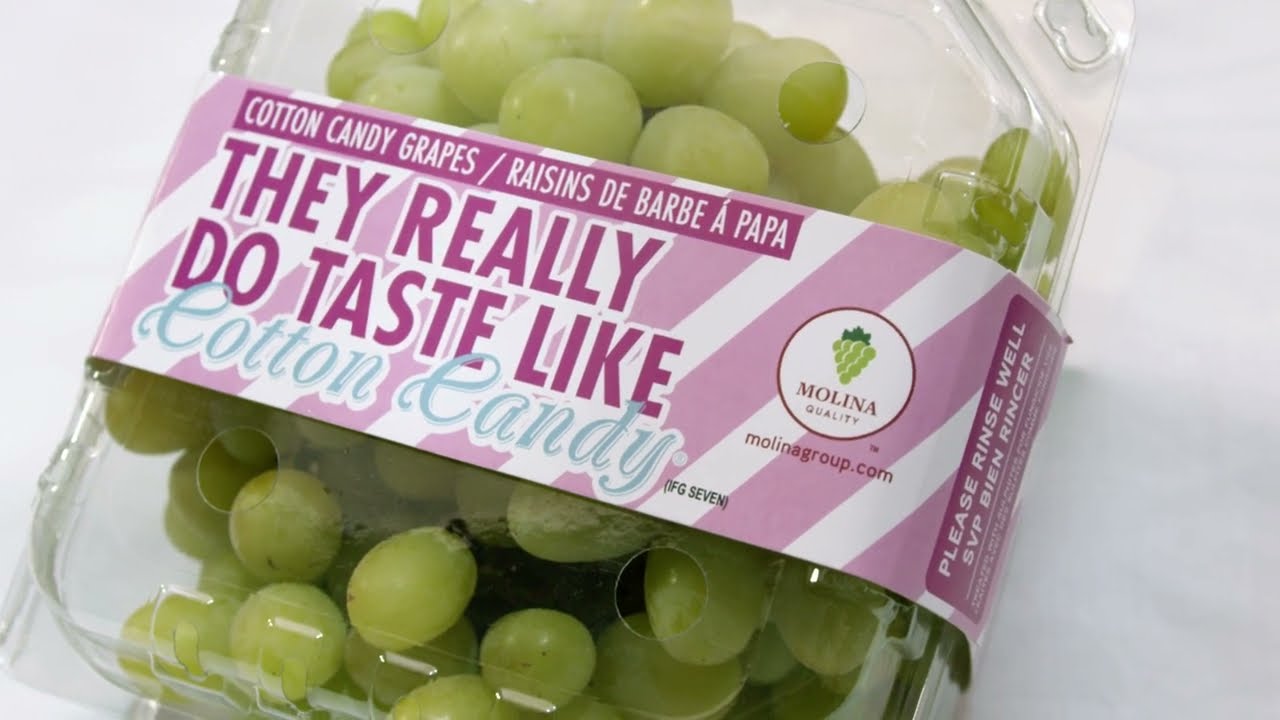 COTTON CANDY GRAPES / RAISINS DE BARBE Á PAPA
THEY REALLY
DO TASTE LIKE
Cotton Candy®
(IFG SEVEN)
MOLINA
QUALITY
™
molinagroup.com
PLEASE RINSE WELL
SVP BIEN RINCER